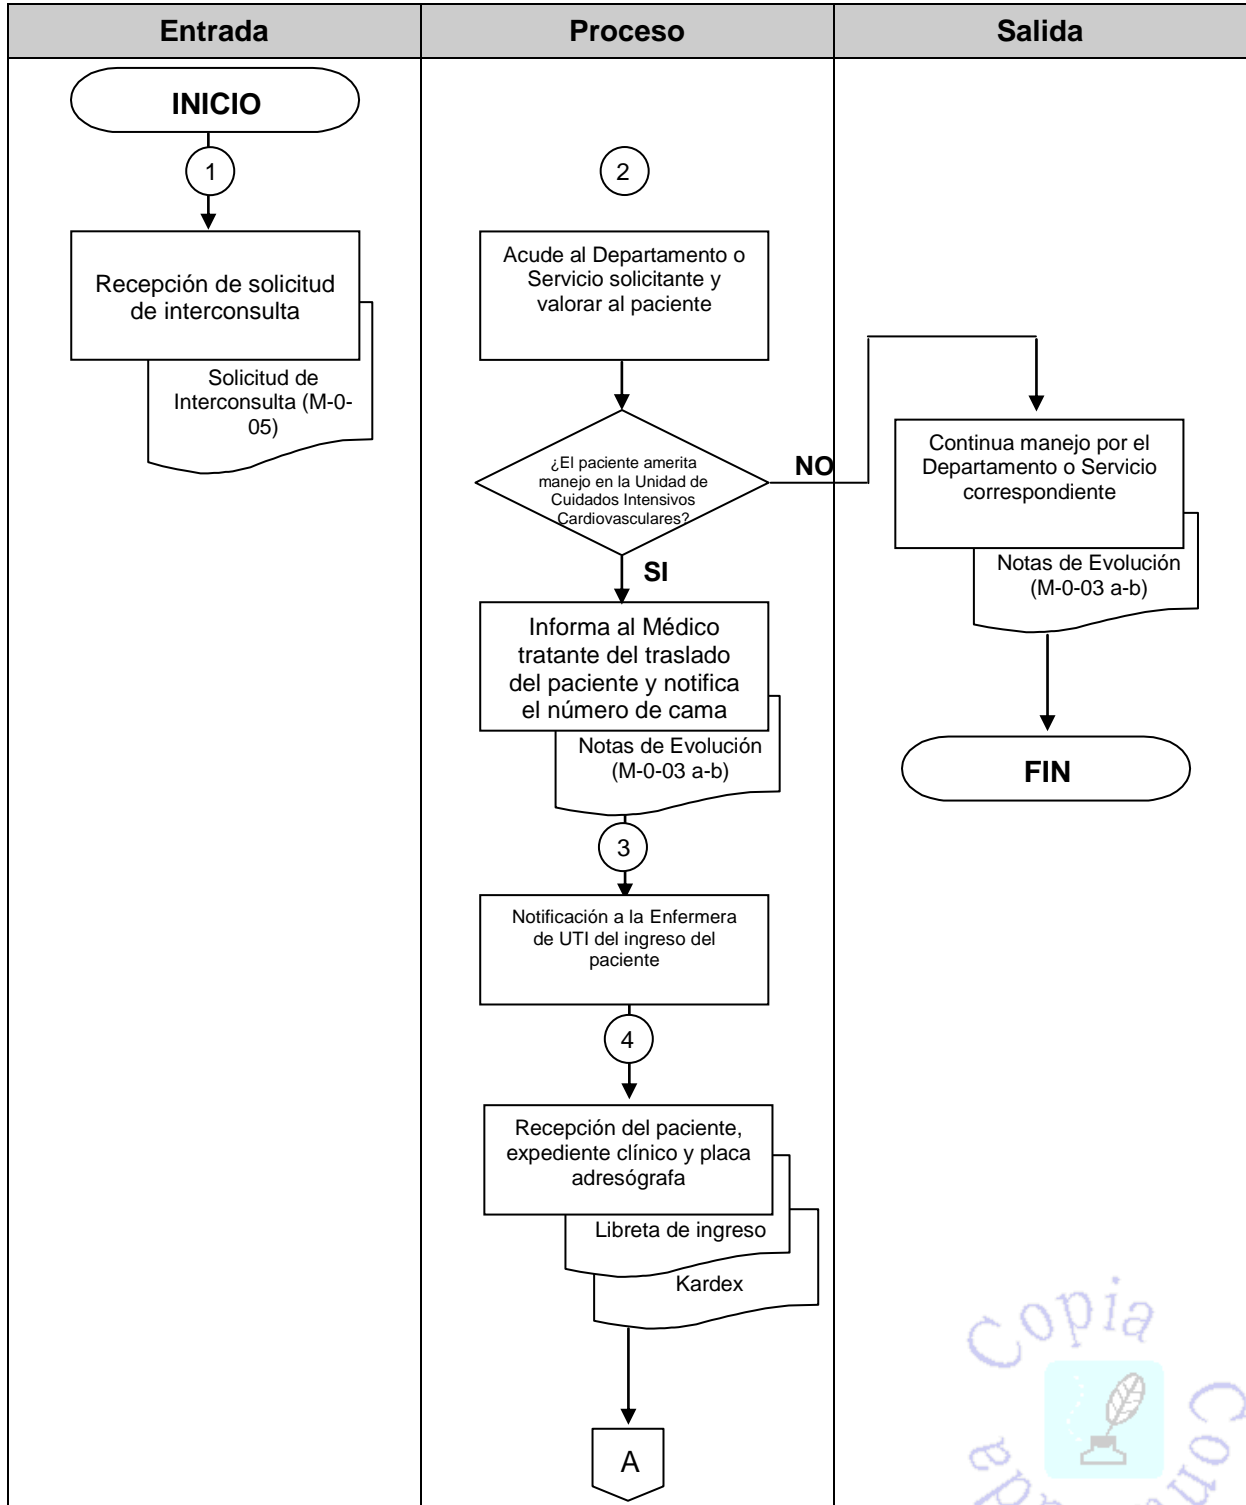 Entrada
Proceso
Salida
INICIO
1
Recepción de solicitud
de interconsulta
Solicitud de
Interconsulta (M-0-
05)
2
Acude al Departamento o
Servicio solicitante y
valorar al paciente
¿El paciente amerita
manejo en la Unidad de
Cuidados Intensivos
Cardiovasculares?
NO
SI
Informa al Médico
tratante del traslado
del paciente y notifica
el número de cama
Notas de Evolución
(M-0-03 a-b)
3
Notificación a la Enfermera
de UTI del ingreso del
paciente
4
Recepción del paciente,
expediente clínico y placa
adresógrafa
Libreta de ingreso
Kardex
A
Continua manejo por el
Departamento o Servicio
correspondiente
Notas de Evolución
(M-0-03 a-b)
FIN
Copia